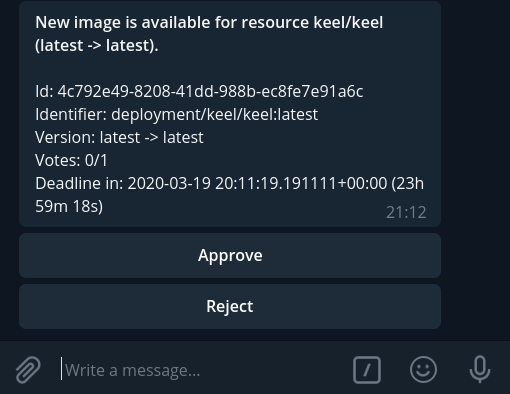 New image is available for resource keel/keel
(latest -> latest).
Id: 4c792e49-8208-41dd-988b-ec8fe7e91a6c
Identifier: deployment/keel/keel:latest
Version: latest -> latest
Votes: 0/1
Deadline in: 2020-03-19 20:11:19.191111+00:00 (23h
59m 18s)
21:12
Approve
Reject
Write a message...